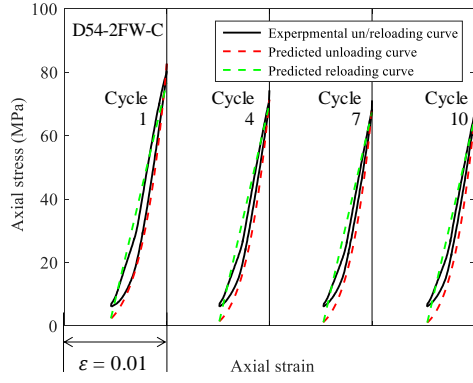 D54-2FW-C
Experpmental un/reloading curve
Predicted unloading curve
Predicted reloading curve
Cycle 1
Cycle 4
Cycle 7
Cycle 10
Axial stress (MPa)
100
80
60
40
20
0
ε = 0.01
Axial strain